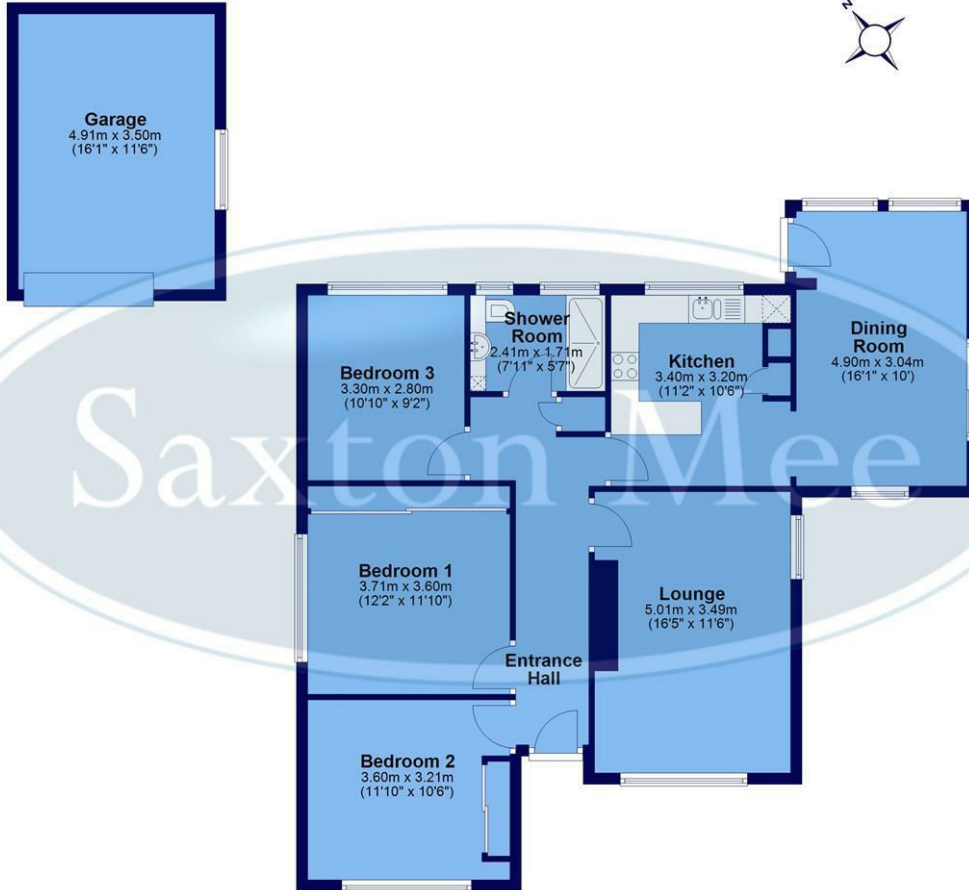 N
Garage
4.91m x 3.50m
(16'1" x 11'6")
Shower
Room
2.41m x 1.71m
(7'11" x 5'7")
Bedroom 3
3.30m x 2.80m
(10'10" x 9'2")
Kitchen
3.40m x 3.20m
(11'2" x 10'6")
Dining
Room
4.90m x 3.04m
(16'1" x 10')
Saxton Mee
Bedroom 1
3.71m x 3.60m
(12'2" x 11'10")
Lounge
5.01m x 3.49m
(16'5" x 11'6")
Entrance
Hall
Bedroom 2
3.60m x 3.21m
(11'10" x 10'6")